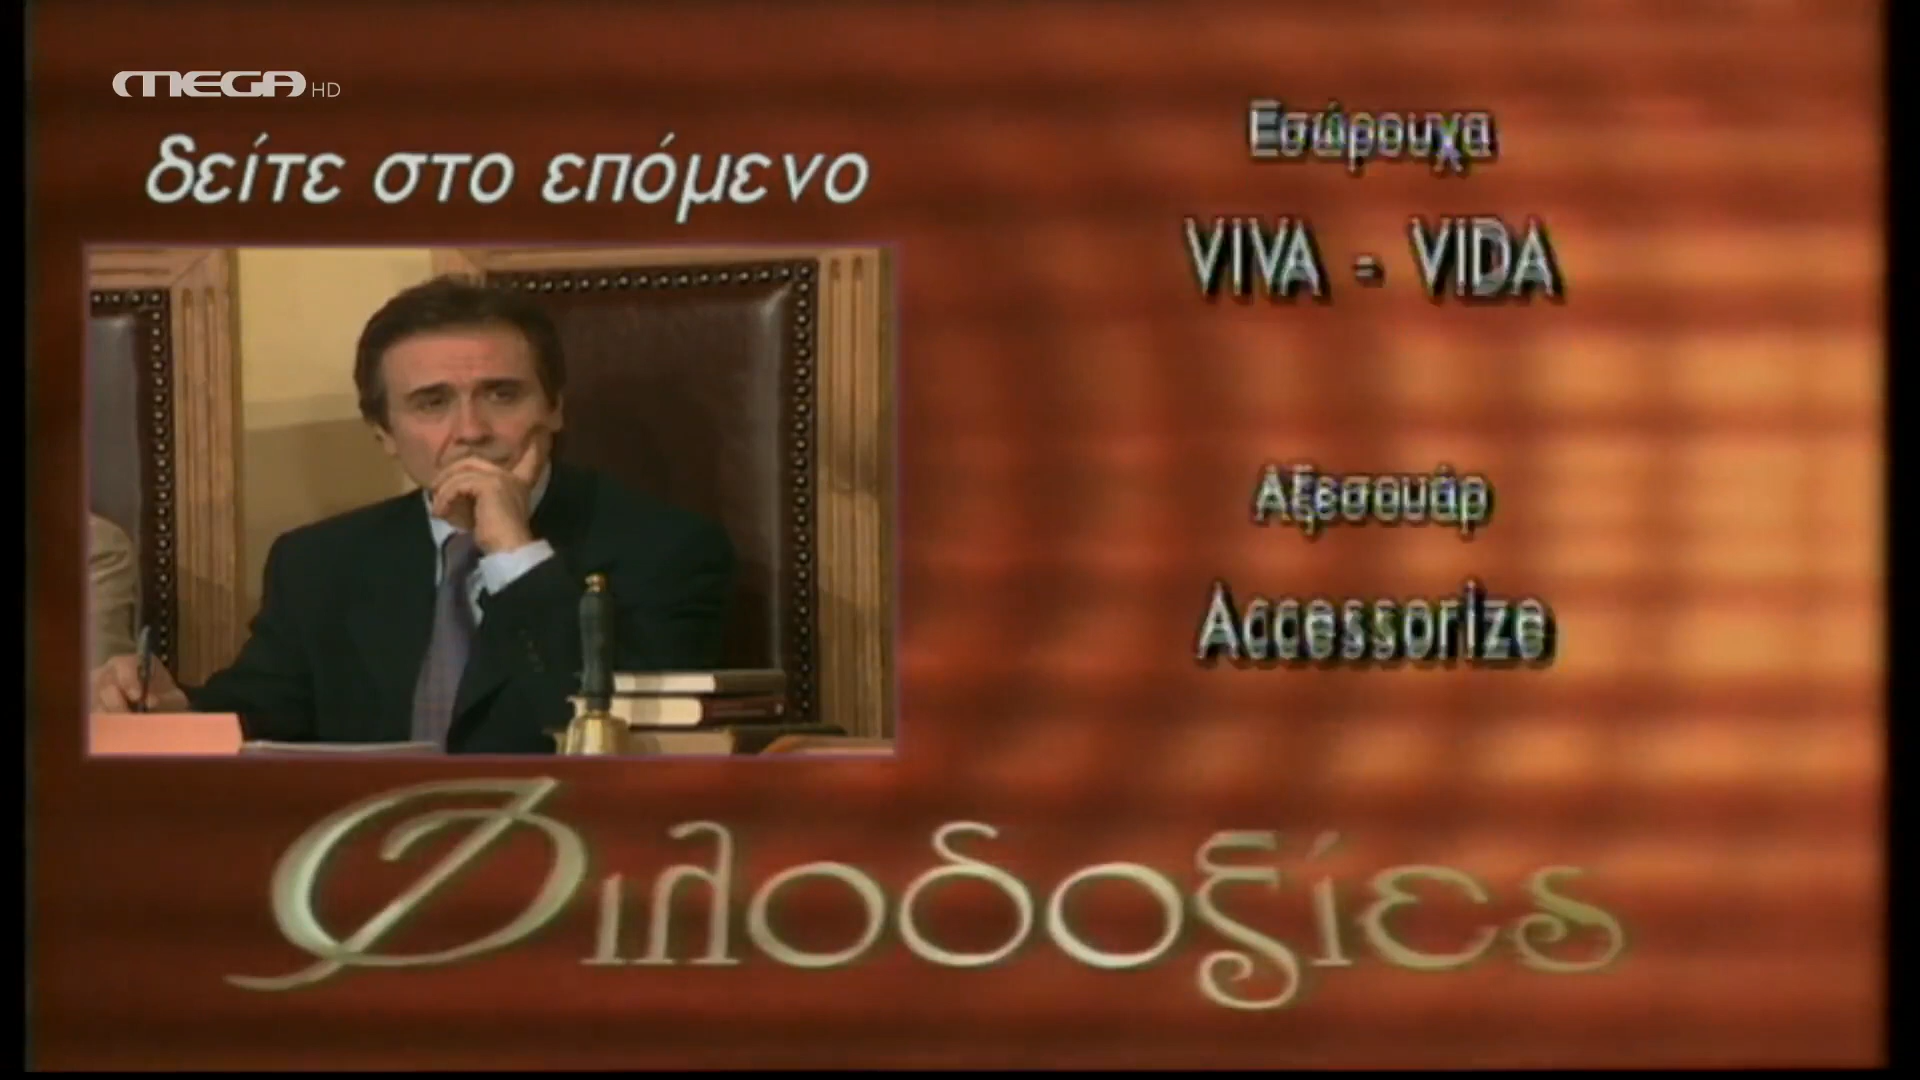 MEGA HD
δείτε στο επόμενο
Εσώρουχα
VIVA - VIDA
Αξεσουάρ
Accessorize
Φιλοδοξίες